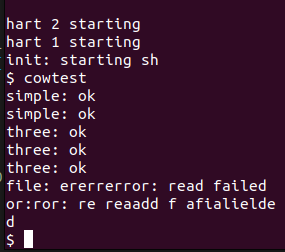 hart 2 starting
hart 1 starting
init: starting sh
$ cowtest
simple: ok
simple: ok
three: ok
three: ok
three: ok
file: ererrerror: read failed
or:ror: re reaadd f afialielde
d
$